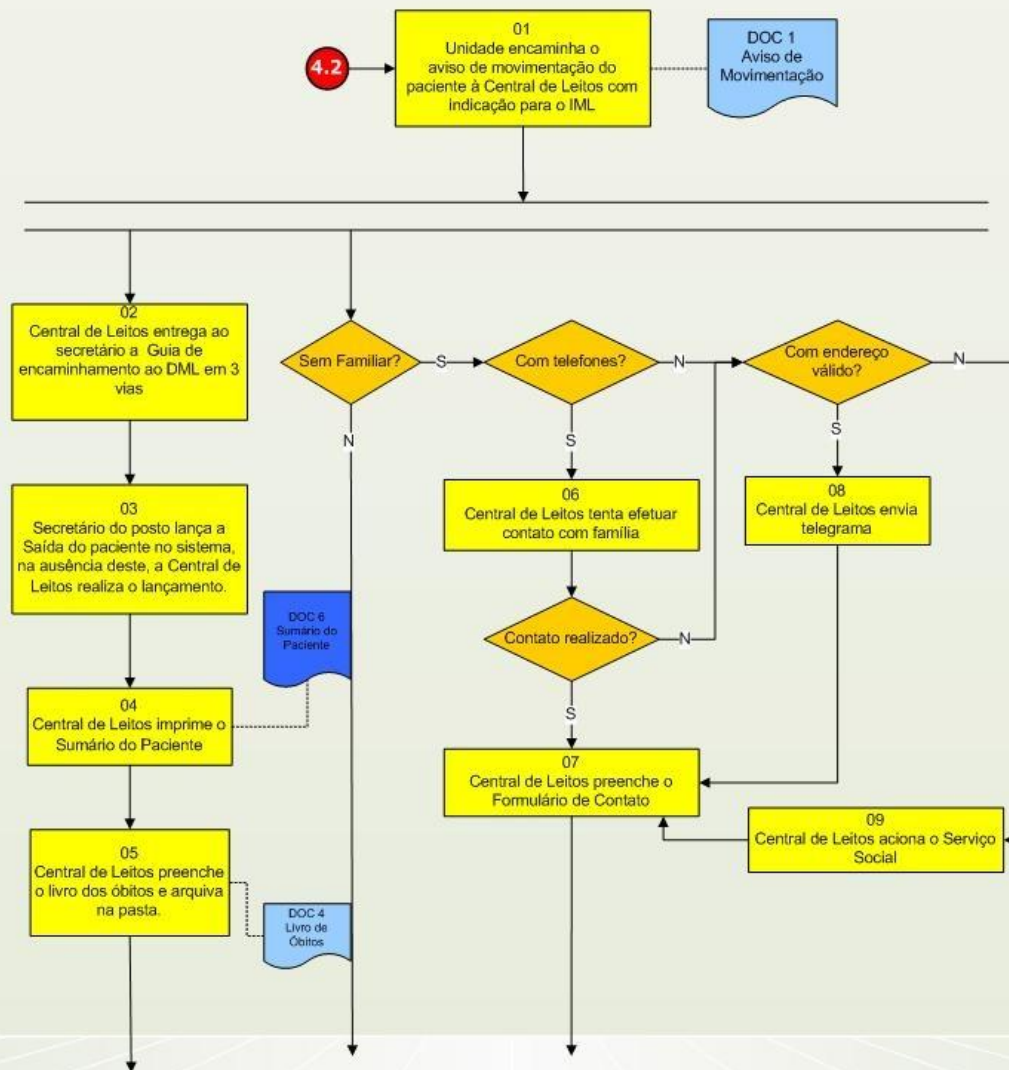 4.2
01
Unidade encaminha o
aviso de movimentação do
paciente à Central de Leitos com
indicação para o IML
DOC 1
Aviso de
Movimentação
02
Central de Leitos entrega ao
secretário a Guia de
encaminhamento ao DML em 3
vias
Sem Familiar?
S
Com telefones?
N
Com endereço
válido?
N
N
S
S
03
Secretário do posto lança a
Saída do paciente no sistema,
na ausência deste, a Central de
Leitos realiza o lançamento.
06
Central de Leitos tenta efetuar
contato com família
08
Central de Leitos envia
telegrama
DOC 6
Sumário do
Paciente
Contato realizado?
N
S
04
Central de Leitos imprime o
Sumário do Paciente
07
Central de Leitos preenche o
Formulário de Contato
09
Central de Leitos aciona o Serviço
Social
05
Central de Leitos preenche
o livro dos óbitos e arquiva
na pasta.
DOC 4
Livro de
Óbitos